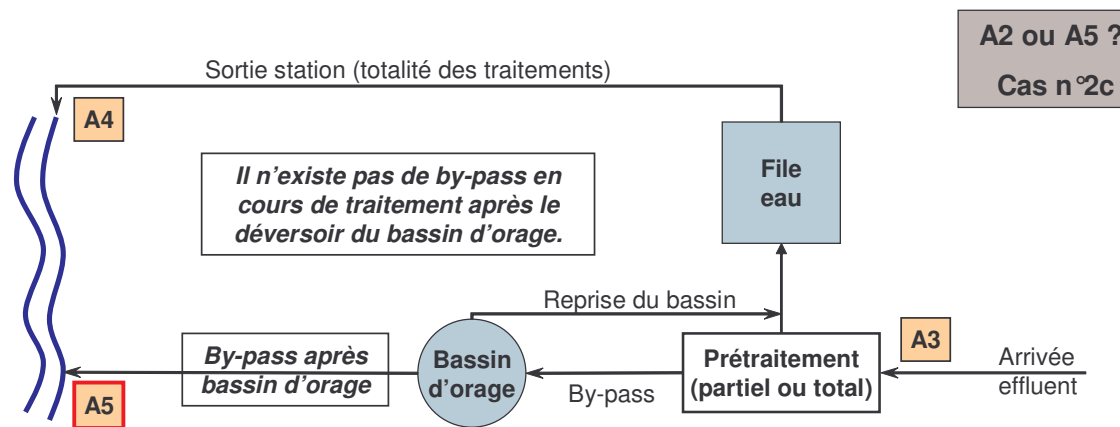 A2 ou A5 ?
Cas n°2c
Sortie station (totalité des traitements)
A4
Il n'existe pas de by-pass en
cours de traitement après le
déversoir du bassin d'orage.
File
eau
Reprise du bassin
By-pass après
bassin d'orage
Bassin
d'orage
By-pass
Prétraitement
(partiel ou total)
A3
Arrivée
effluent
A5